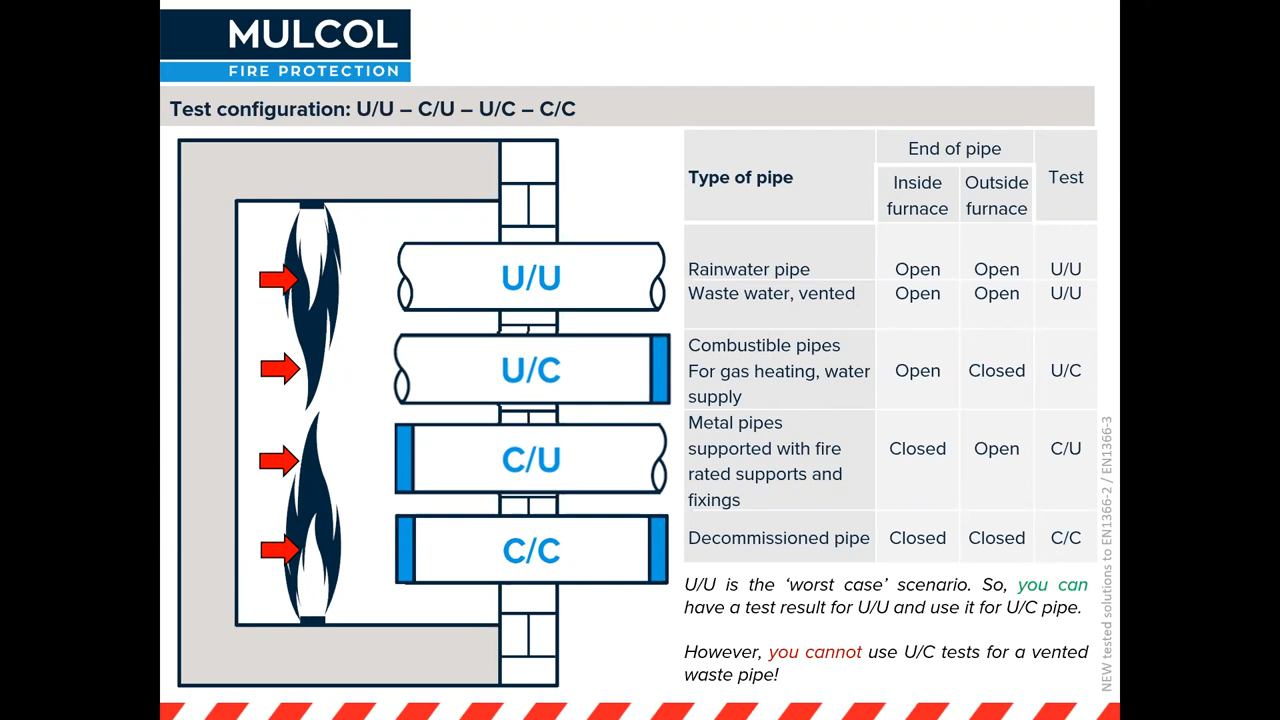 MULCOL
FIRE PROTECTION
Test configuration: U/U – C/U – U/C – C/C
U/U
U/C
C/U
C/C
Type of pipe
End of pipe
Test
Inside
furnace
Outside
furnace
Rainwater pipe Open Open U/U
Waste water, vented Open Open U/U
Combustible pipes
For gas heating, water
supply
Open Closed U/C
Metal pipes
supported with fire
rated supports and
fixings
Closed Open C/U
Decommissioned pipe Closed Closed C/C
U/U is the ‘worst case’ scenario. So, you can
have a test result for U/U and use it for U/C pipe.
However, you cannot use U/C tests for a vented
waste pipe!
NEW tested solutions to EN1366-2 / EN1366-3